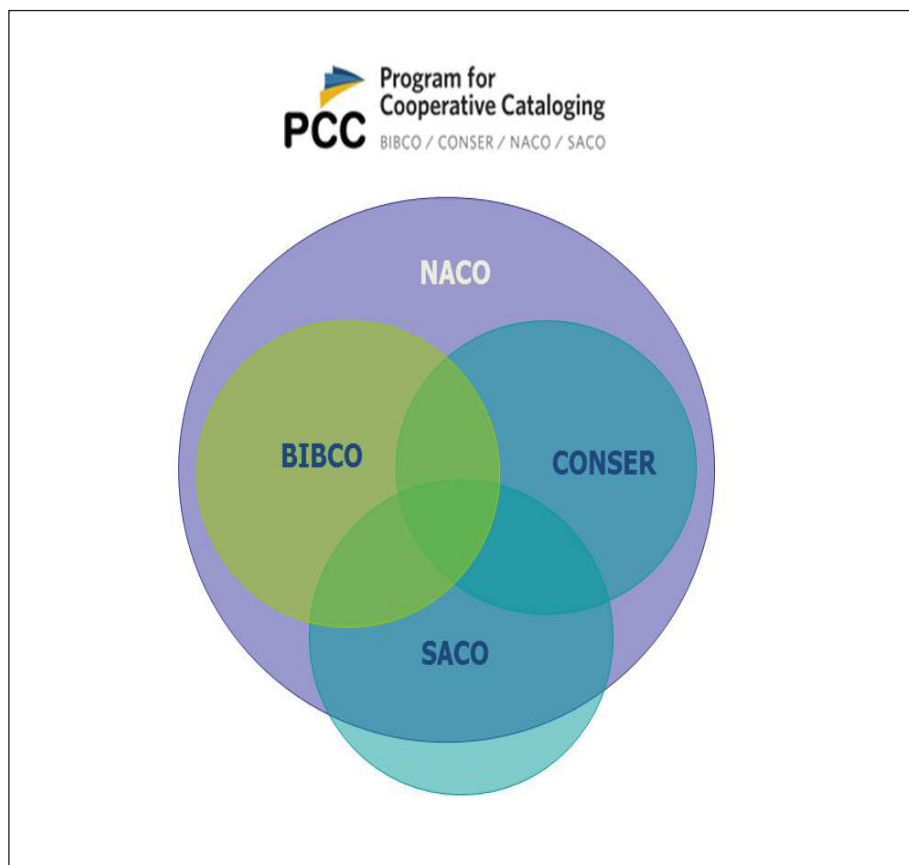 Program for
Cooperative Cataloging
PCC
BIBCO / CONSER / NACO / SACO
NACO
BIBCO
CONSER
SACO